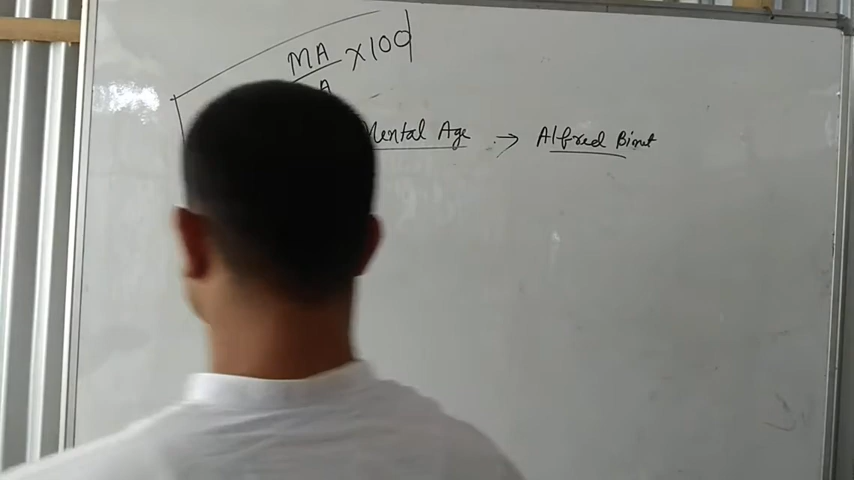 MA x100
A
Mental Age → Alfred Binet